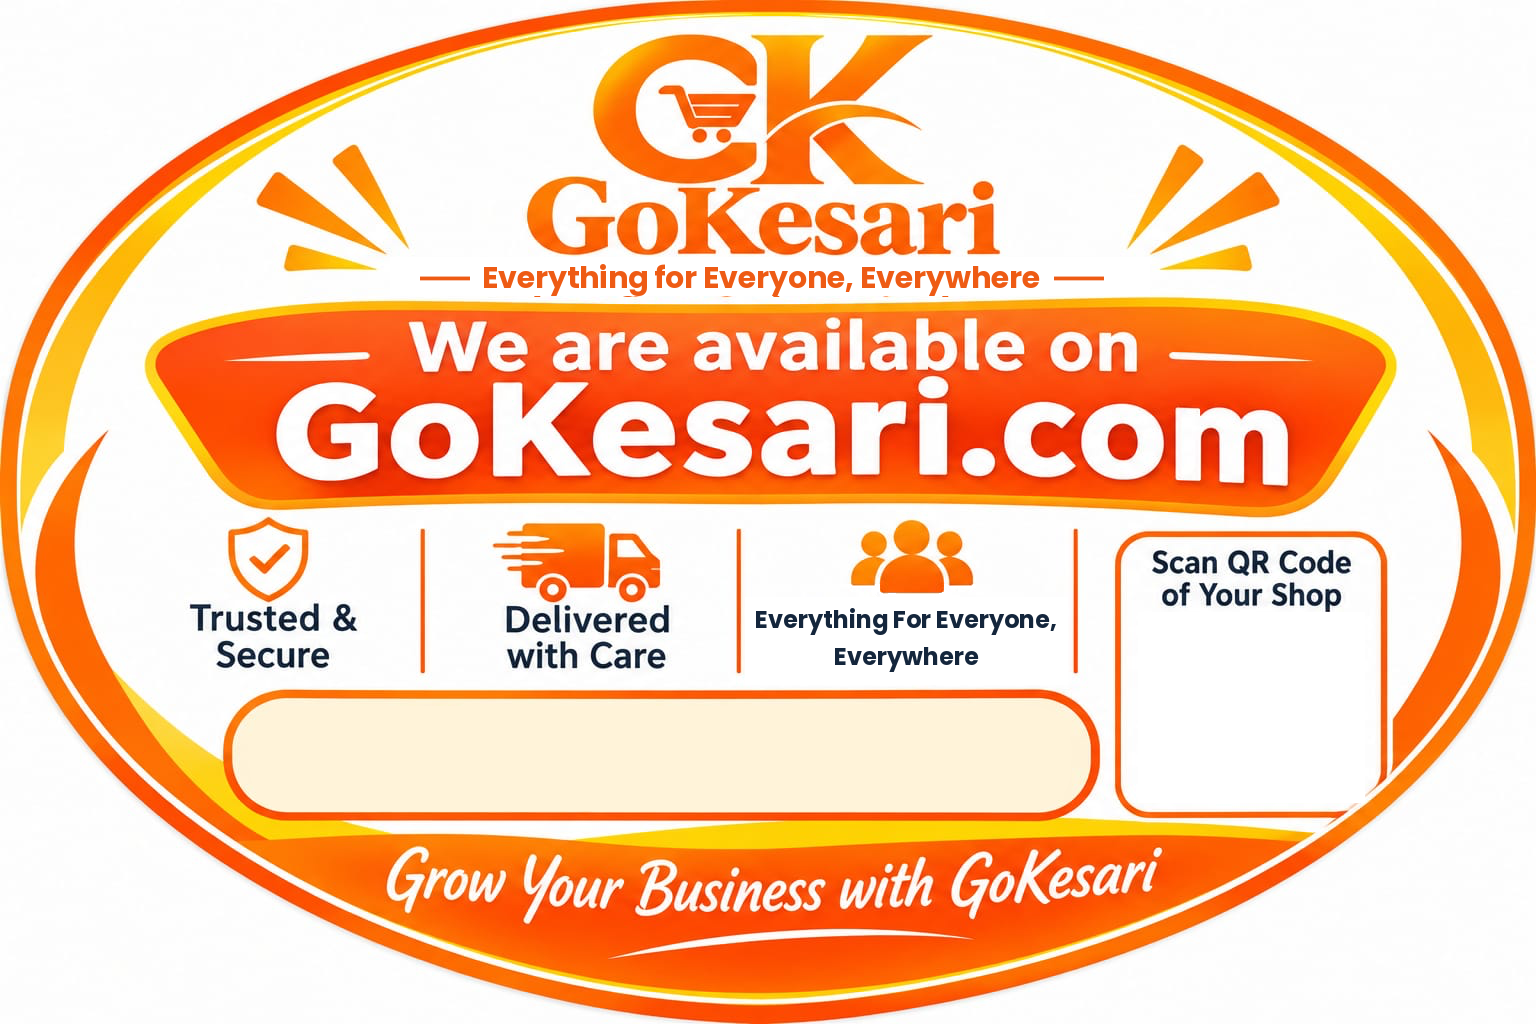 GK
GoKesari
Everything for Everyone, Everywhere
We are available on
GoKesari.com
Trusted &
Secure
Delivered
with Care
Everything For Everyone,
Everywhere
Scan QR Code
of Your Shop
Grow Your Business with GoKesari